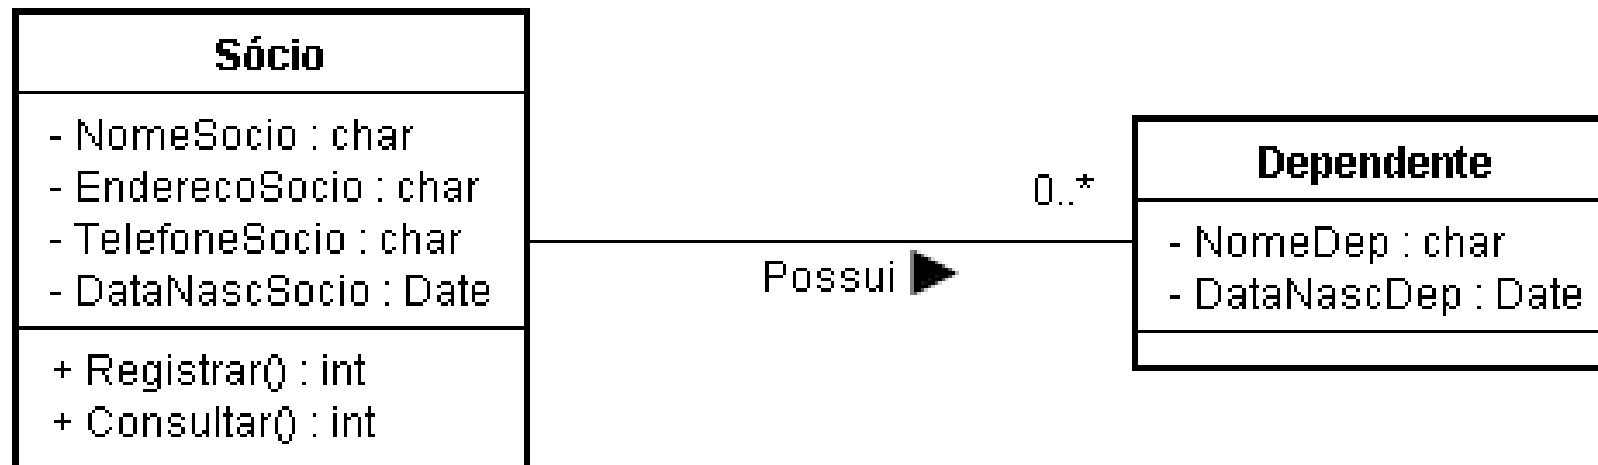 Sócio
- NomeSocio : char
- EnderecoSocio : char
- TelefoneSocio : char
- DataNascSocio : Date
+ Registrar() : int
+ Consultar() : int
0..*
Possui
Dependente
- NomeDep : char
- DataNascDep : Date